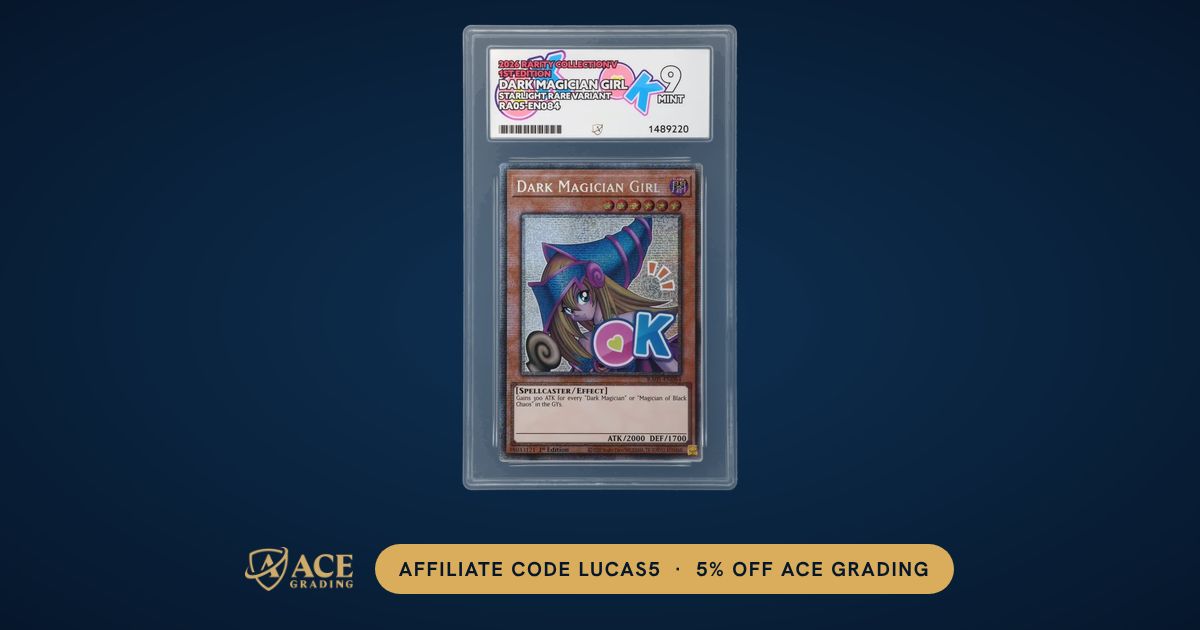 2026 RARITY COLLECTION V
1ST EDITION
DARK MAGICIAN GIRL
STARLIGHT RARE VARIANT
RA05-EN084
9
MINT
1489220
DARK MAGICIAN GIRL
OK
RA05-EN084
[SPELLCASTER/EFFECT]
Gains 300 ATK for every "Dark Magician" or "Magician of Black
Chaos" in the GYs.
ATK/2000 DEF/1700
1st Edition
ACE
GRADING
AFFILIATE CODE LUCAS5 · 5% OFF ACE GRADING